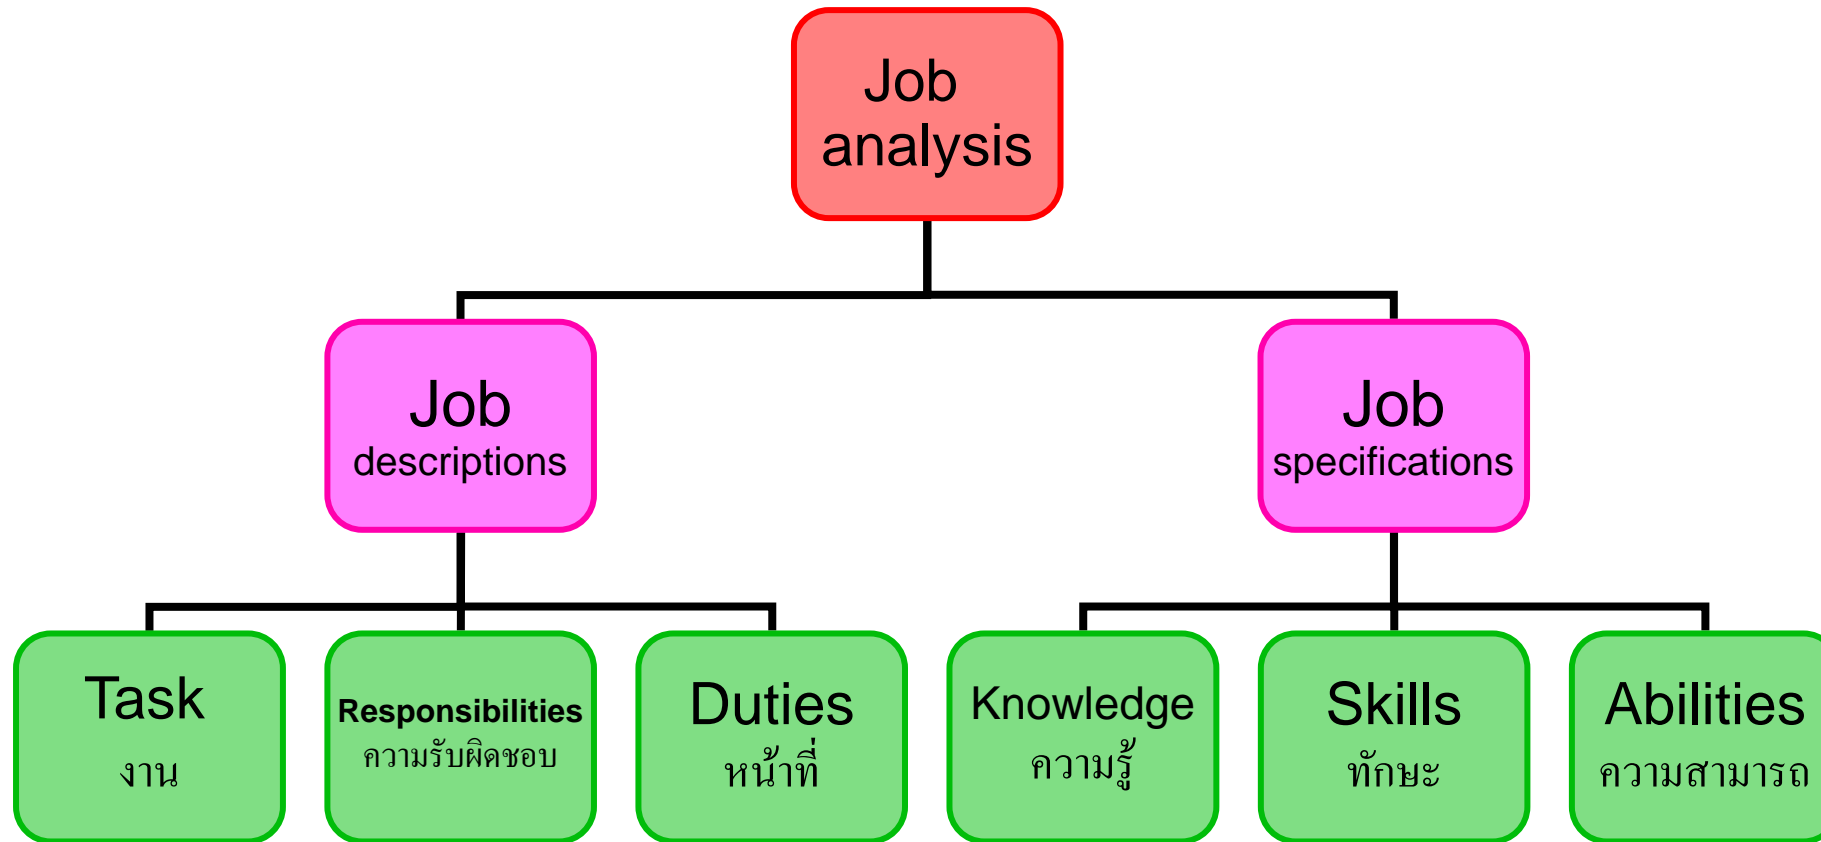 Job
analysis
Job
descriptions
Job
specifications
Task
งาน
Responsibilities
ความรับผิดชอบ
Duties
หน้าที่
Knowledge
ความรู้
Skills
ทักษะ
Abilities
ความสามารถ